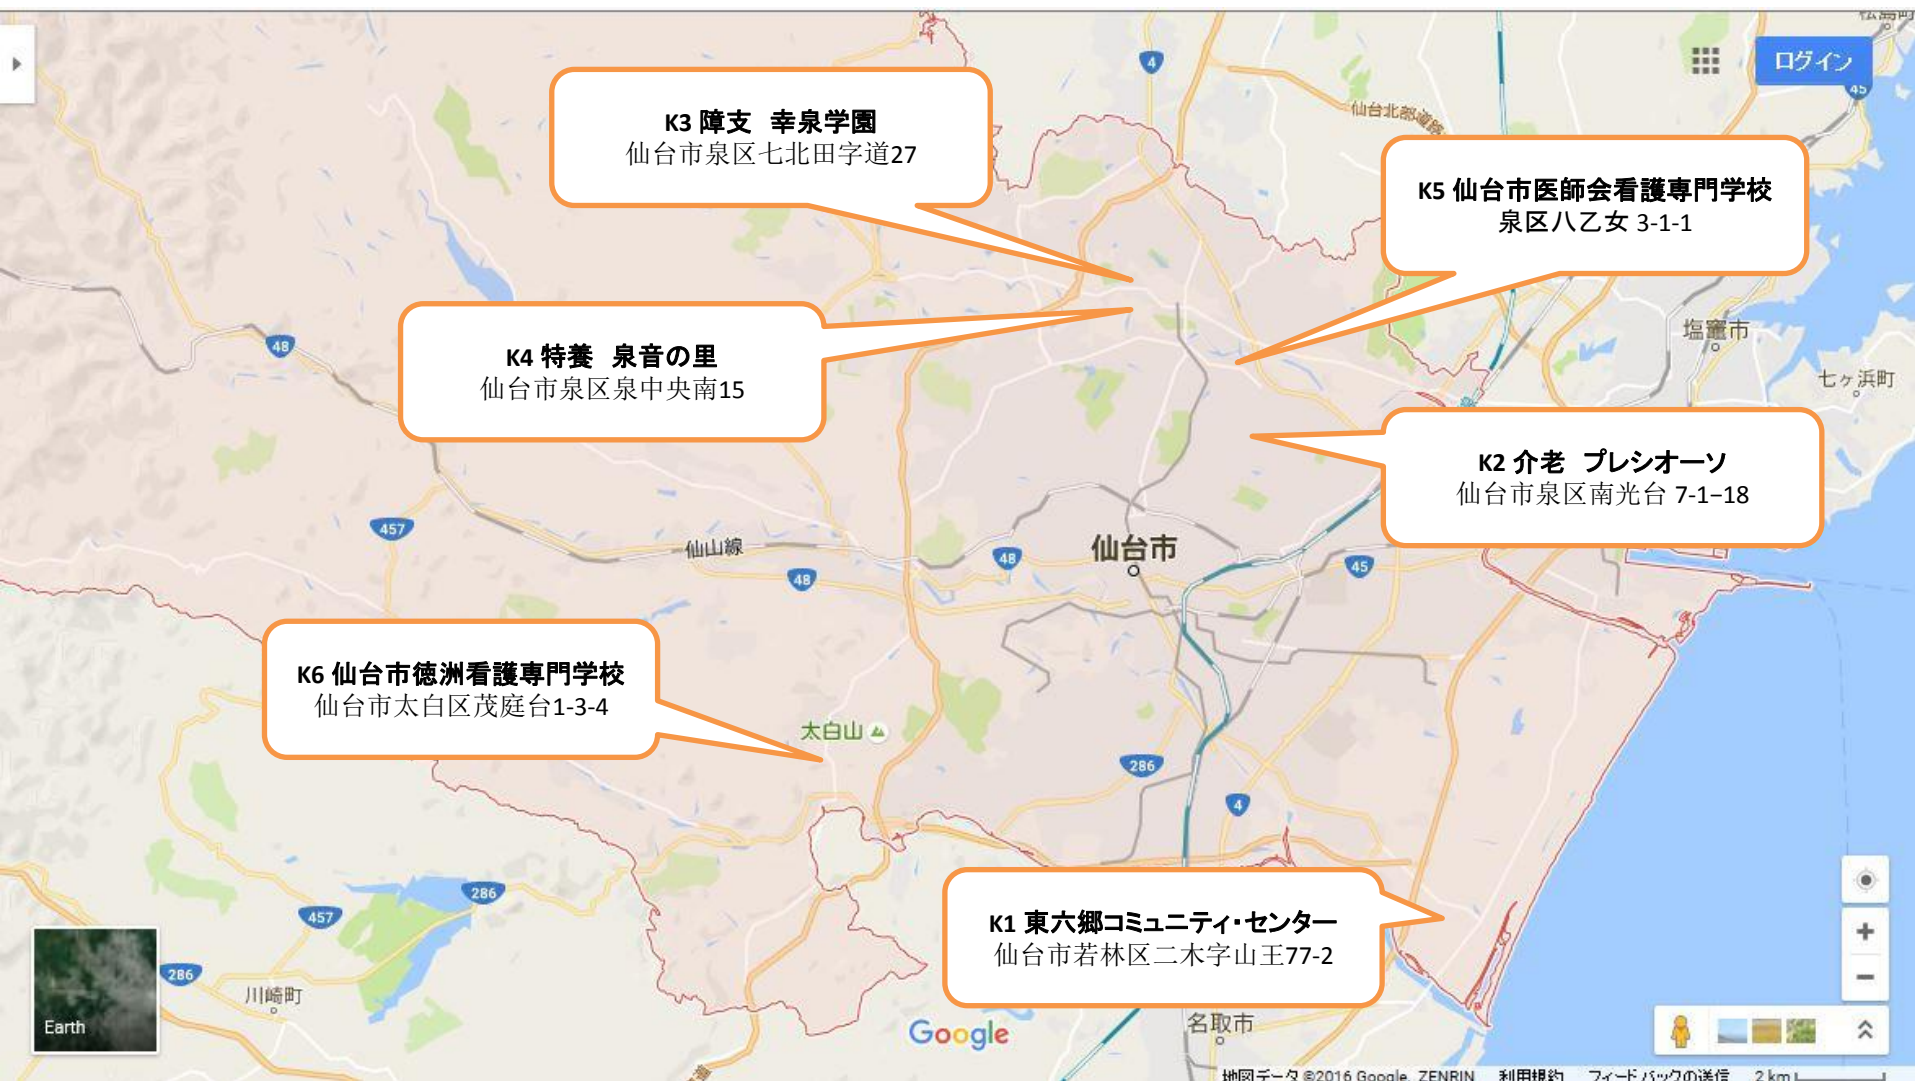 松島町
ログイン
4
45
仙台北部道路
K3 障支　幸泉学園
仙台市泉区七北田字道27
K5 仙台市医師会看護専門学校
泉区八乙女 3-1-1
48
K4 特養　泉音の里
仙台市泉区泉中央南15
塩竈市
七ヶ浜町
K2 介老　プレシオーソ
仙台市泉区南光台 7-1−18
457
仙山線
48
48
仙台市
45
K6 仙台市徳洲看護専門学校
仙台市太白区茂庭台1-3-4
太白山
286
4
286
457
K1 東六郷コミュニティ・センター
仙台市若林区二木字山王77-2
286
川崎町
Earth
Google
名取市
地図データ ©2016 Google, ZENRIN　利用規約　フィードバックの送信　2 km